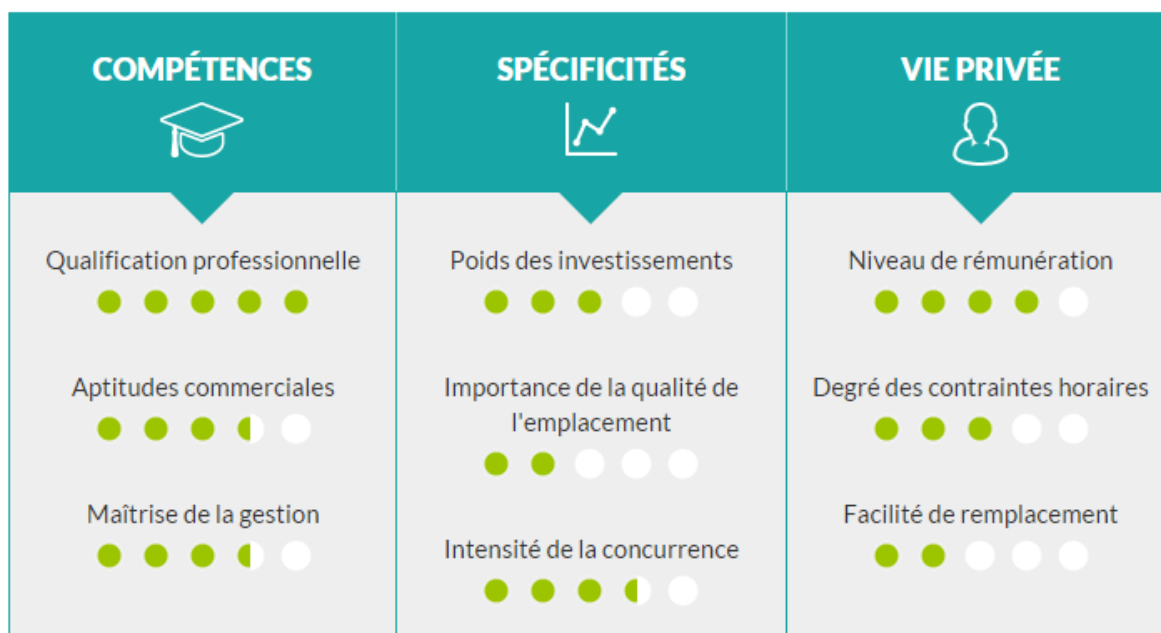 COMPÉTENCES
Qualification professionnelle
Aptitudes commerciales
Maîtrise de la gestion
SPÉCIFICITÉS
Poids des investissements
Importance de la qualité de
l'emplacement
Intensité de la concurrence
VIE PRIVÉE
Niveau de rémunération
Degré des contraintes horaires
Facilité de remplacement